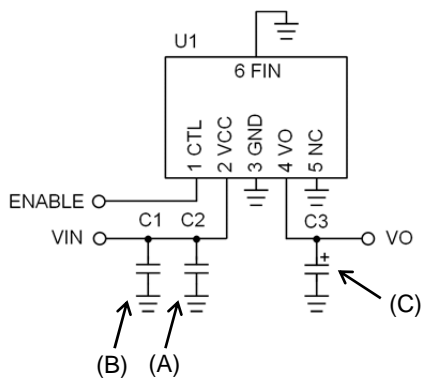 U1
6 FIN
1 CTL
2 VCC
3 GND
4 VO
5 NC
ENABLE
C1
C2
C3
VIN
VO
+
(B)
(A)
(C)